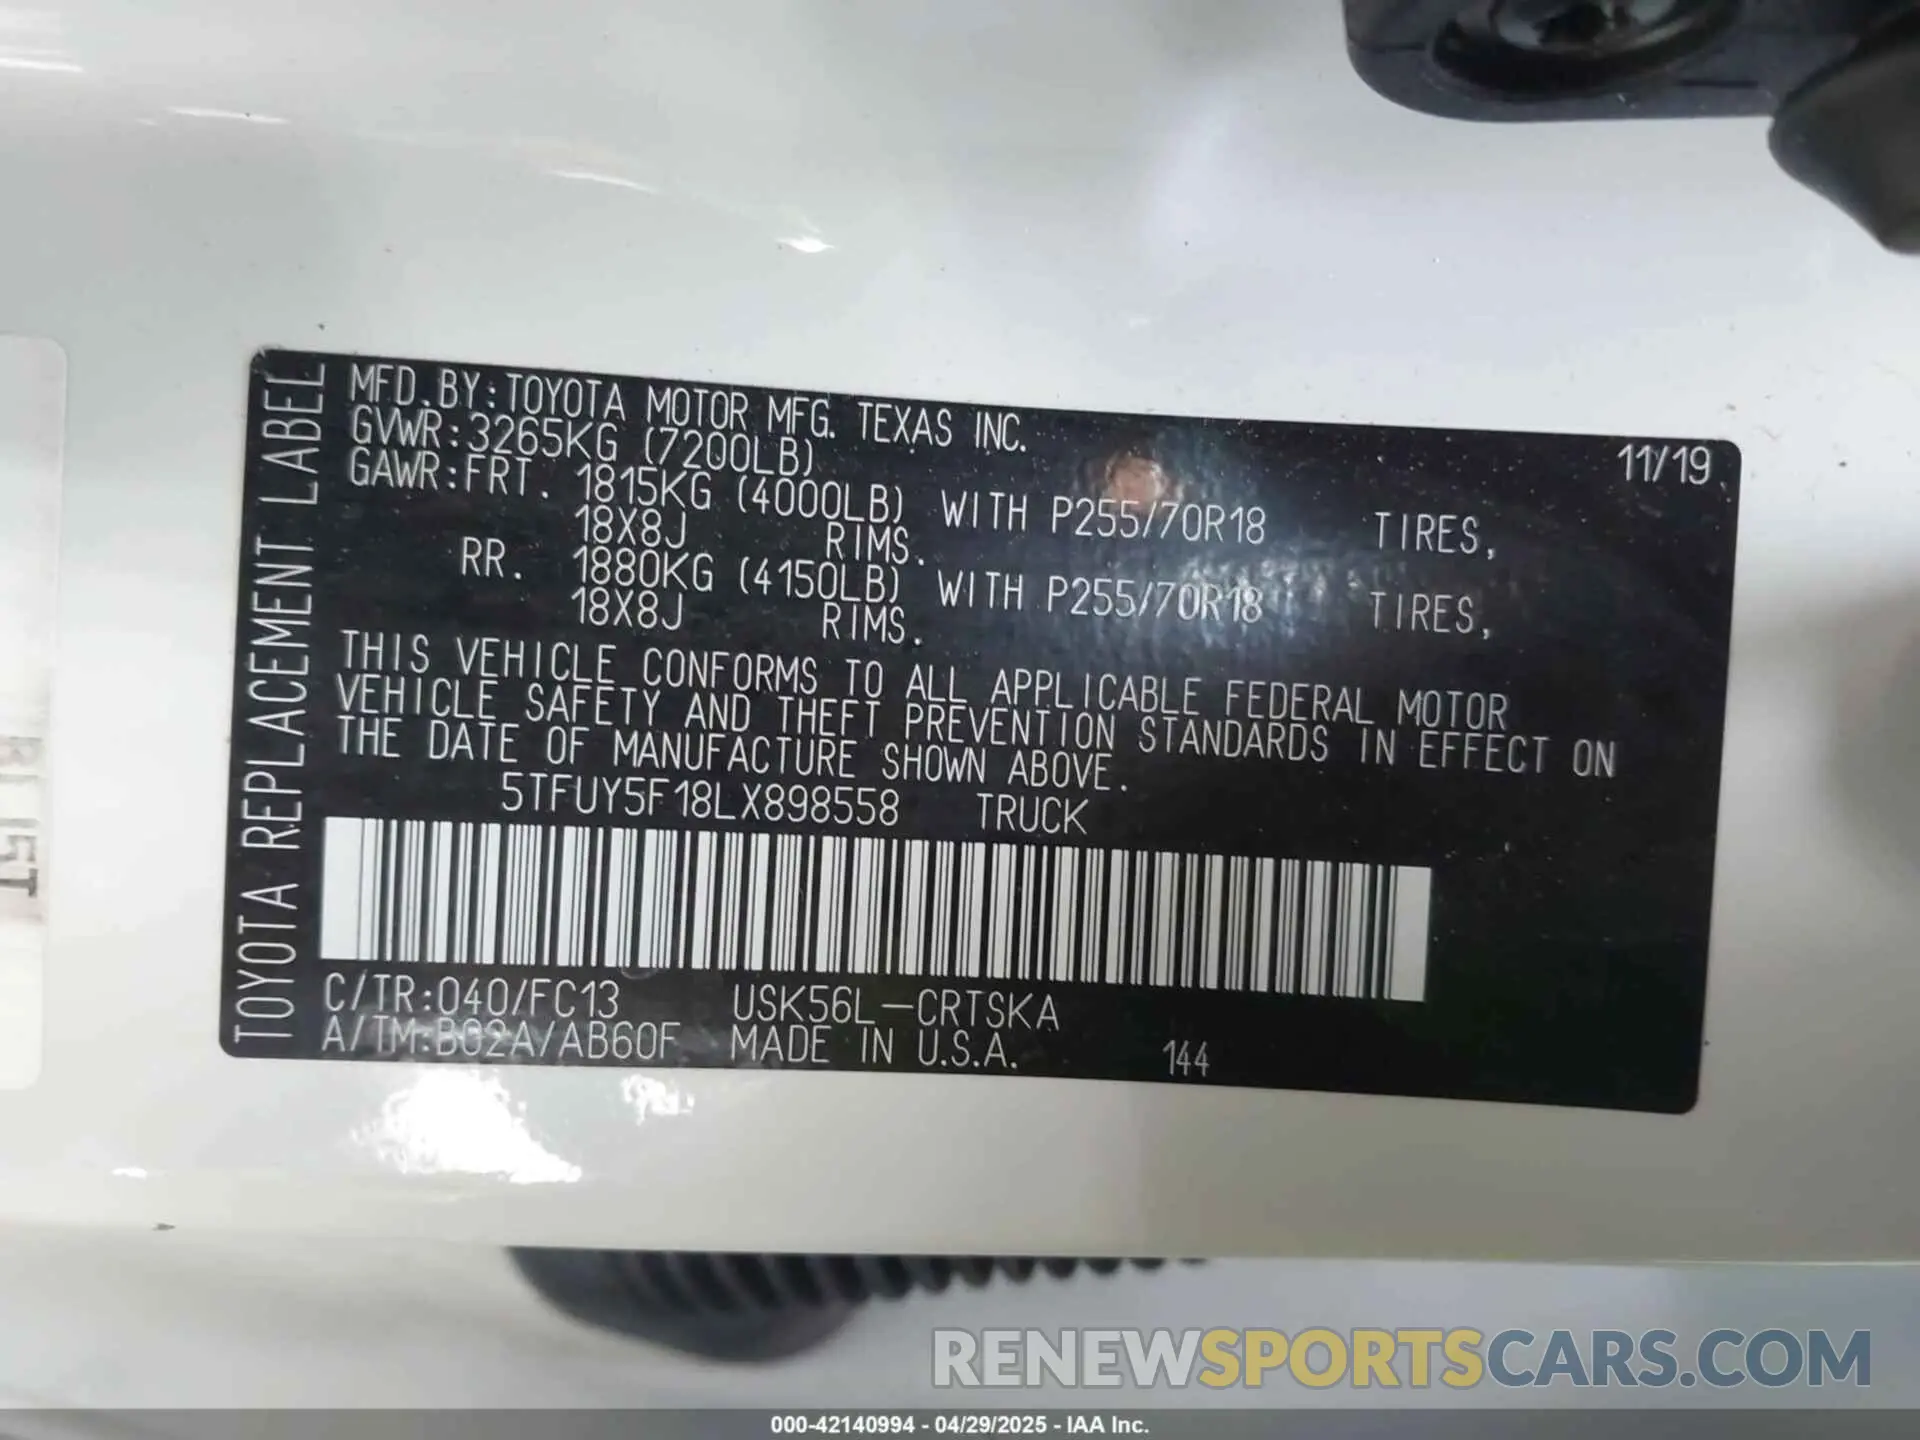 TOYOTA REPLACEMENT LABEL
MFD.BY:TOYOTA MOTOR MFG. TEXAS INC.
11/19
GVWR:3265KG (7200LB)
GAWR:FRT. 1815KG (4000LB) WITH P255/70R18 TIRES,
18X8J RIMS.
RR. 1880KG (4150LB) WITH P255/70R18 TIRES,
18X8J RIMS.
THIS VEHICLE CONFORMS TO ALL APPLICABLE FEDERAL MOTOR
VEHICLE SAFETY AND THEFT PREVENTION STANDARDS IN EFFECT ON
THE DATE OF MANUFACTURE SHOWN ABOVE.
5TFUY5F18LX898558 TRUCK
C/TR:040/FC13 USK56L-CRTSKA
A/TM:B02A/AB60F MADE IN U.S.A. 144
RENEWSPORTSCARS.COM
000-42140994 - 04/29/2025 - IAA Inc.